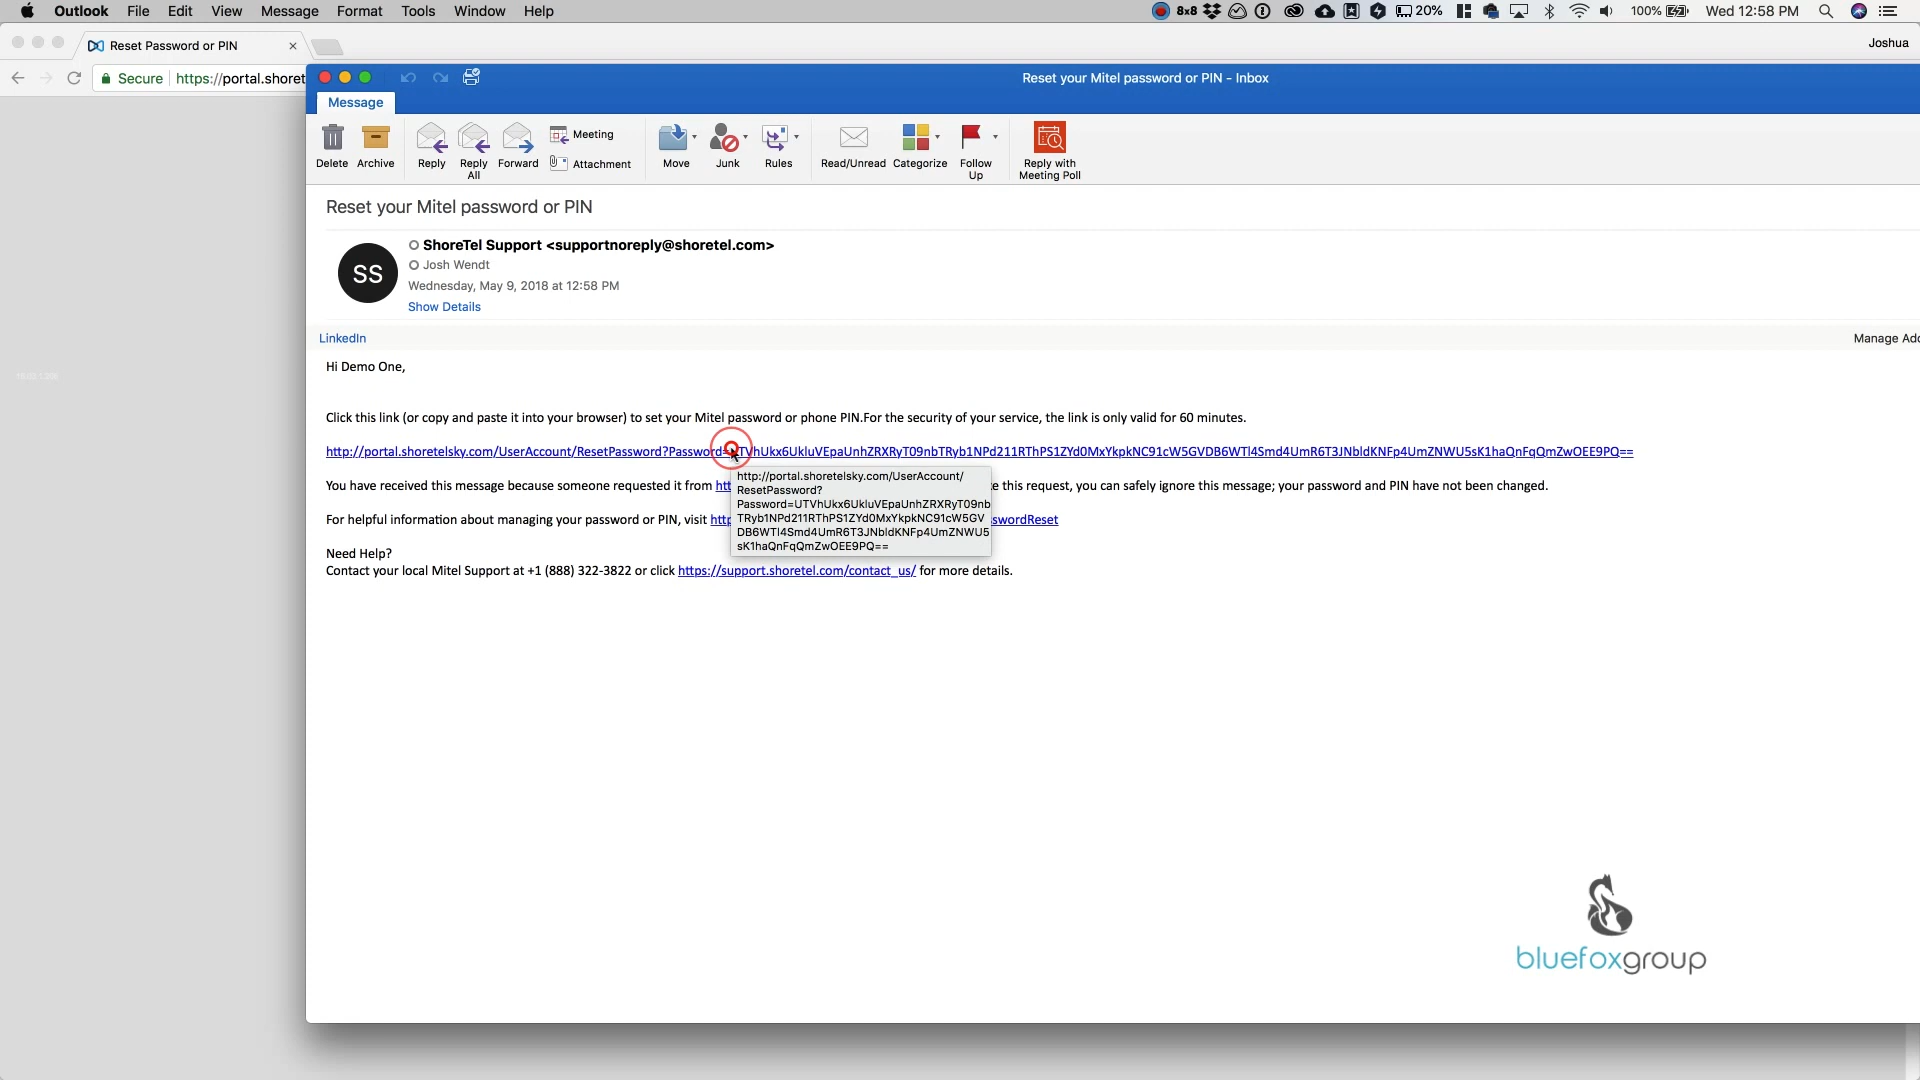 Outlook File Edit View Message Format Tools Window Help 8x8 20% 100% Wed 12:58 PM
Reset Password or PIN
Joshua
Secure https://portal.shoret
Reset your Mitel password or PIN - Inbox
Message
Delete Archive Reply Reply All Forward Meeting Attachment Move Junk Rules Read/Unread Categorize Follow Up Reply with Meeting Poll
Reset your Mitel password or PIN
SS
ShoreTel Support <supportnoreply@shoretel.com>
Josh Wendt
Wednesday, May 9, 2018 at 12:58 PM
Show Details
LinkedIn
Manage Add
Hi Demo One,
Click this link (or copy and paste it into your browser) to set your Mitel password or phone PIN.For the security of your service, the link is only valid for 60 minutes.
http://portal.shoretelsky.com/UserAccount/ResetPassword?Password=UTVhUkx6UkluVEpaUnhZRXRyT09nbTRyb1NPd211RThPS1ZYd0MxYkpkNC91cW5GVDB6WTl4Smd4UmR6T3JNbldKNFp4UmZNWU5sK1haQnFqQmZwOEE9PQ==
You have received this message because someone requested it from htt e this request, you can safely ignore this message; your password and PIN have not been changed.
For helpful information about managing your password or PIN, visit http swordReset
http://portal.shoretelsky.com/UserAccount/
ResetPassword?
Password=UTVhUkx6UkluVEpaUnhZRXRyT09nb
TRyb1NPd211RThPS1ZYd0MxYkpkNC91cW5GV
DB6WTl4Smd4UmR6T3JNbldKNFp4UmZNWU5
sK1haQnFqQmZwOEE9PQ==
Need Help?
Contact your local Mitel Support at +1 (888) 322-3822 or click https://support.shoretel.com/contact_us/ for more details.
bluefoxgroup